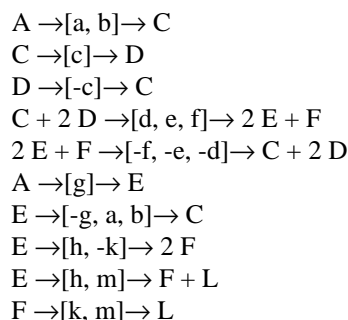 A →[a, b]→ C
C →[c]→ D
D →[-c]→ C
C + 2 D →[d, e, f]→ 2 E + F
2 E + F →[-f, -e, -d]→ C + 2 D
A →[g]→ E
E →[-g, a, b]→ C
E →[h, -k]→ 2 F
E →[h, m]→ F + L
F →[k, m]→ L